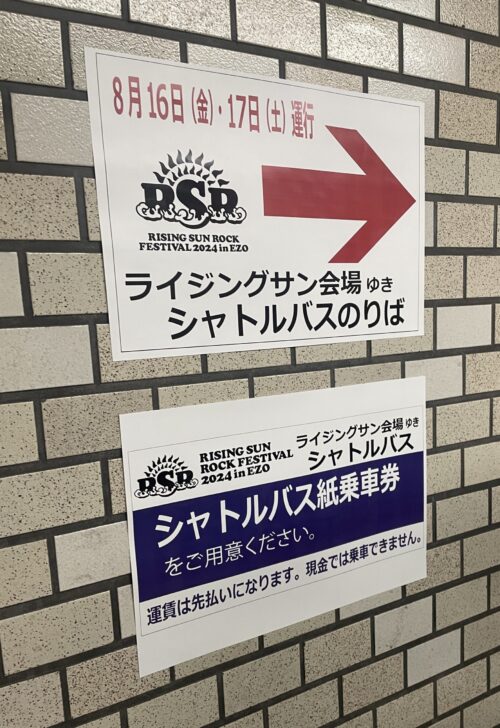 8月16日(金)・17日(土)運行
RSR
RISING SUN ROCK
FESTIVAL 2024 in EZO
ライジングサン会場 ゆき
シャトルバスのりば
RSR
RISING SUN
ROCK FESTIVAL
2024 in EZO
ライジングサン会場 ゆき
シャトルバス
シャトルバス紙乗車券
をご用意ください。
運賃は先払いになります。現金では乗車できません。